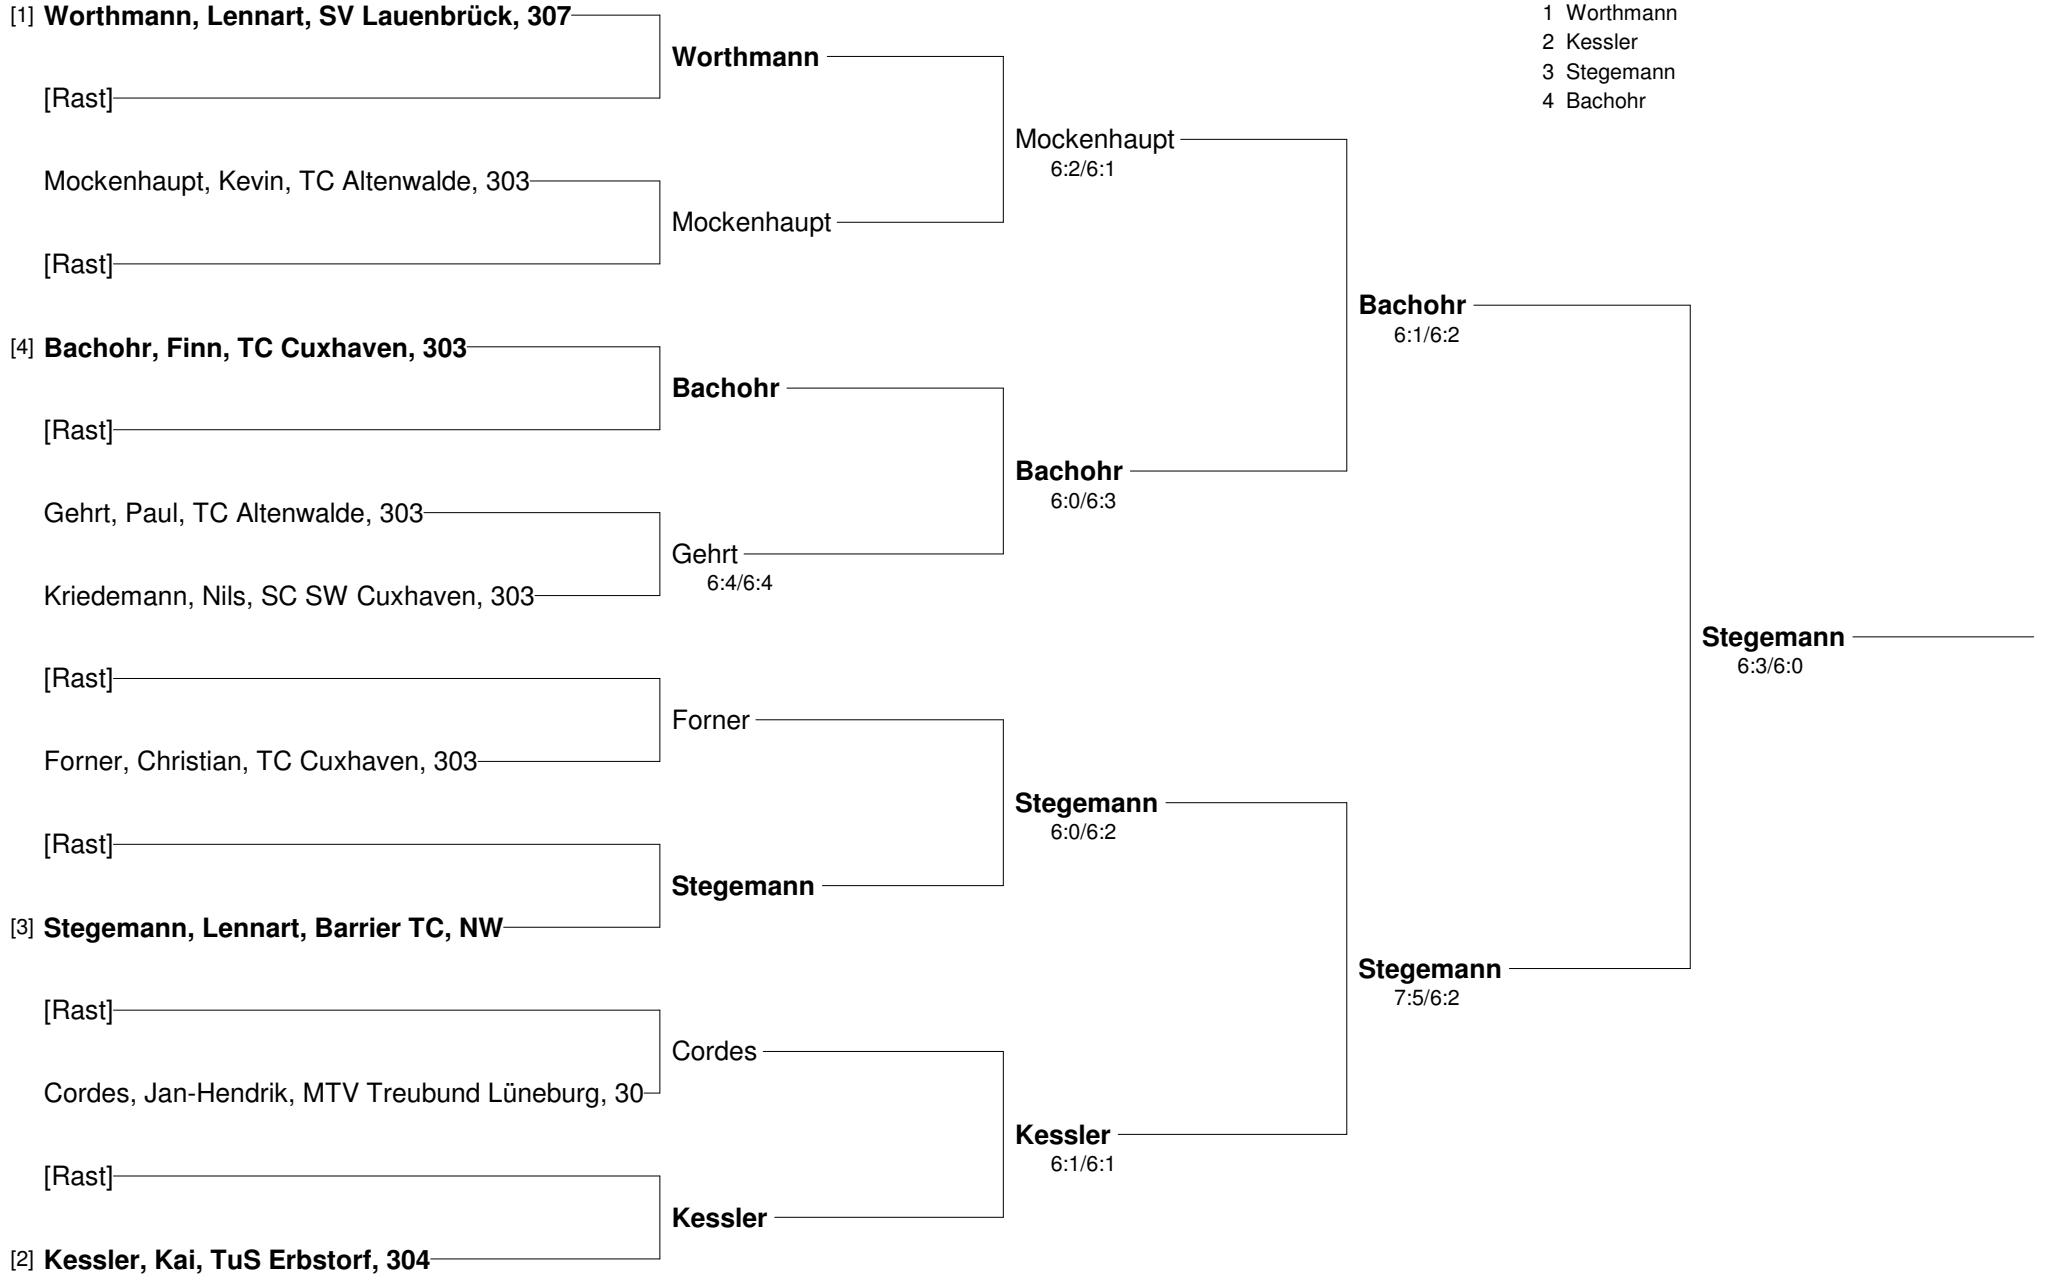 [1] Worthmann, Lennart, SV Lauenbrück, 307
[Rast]
Mockenhaupt, Kevin, TC Altenwalde, 303
[Rast]
[4] Bachohr, Finn, TC Cuxhaven, 303
[Rast]
Gehrt, Paul, TC Altenwalde, 303
Kriedemann, Nils, SC SW Cuxhaven, 303
[Rast]
Forner, Christian, TC Cuxhaven, 303
[Rast]
[3] Stegemann, Lennart, Barrier TC, NW
[Rast]
Cordes, Jan-Hendrik, MTV Treubund Lüneburg, 30
[Rast]
[2] Kessler, Kai, TuS Erbstorf, 304
Worthmann
Mockenhaupt
Bachohr
Gehrt
6:4/6:4
Forner
Stegemann
Cordes
Kessler
Mockenhaupt
6:2/6:1
Bachohr
6:0/6:3
Stegemann
6:0/6:2
Kessler
6:1/6:1
Bachohr
6:1/6:2
Stegemann
7:5/6:2
Stegemann
6:3/6:0
1 Worthmann
2 Kessler
3 Stegemann
4 Bachohr